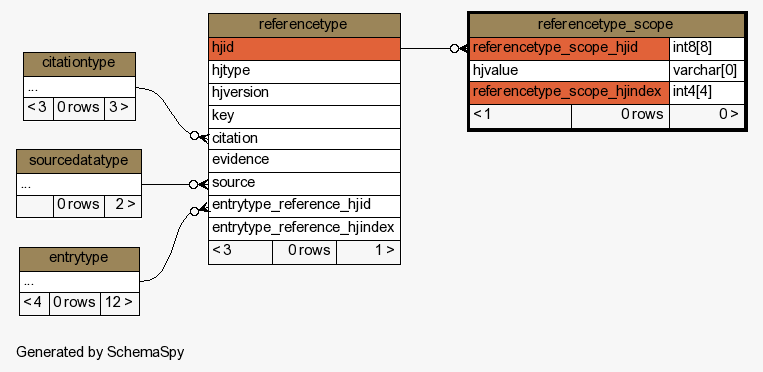 citationtype
...
< 3 0 rows 3 >
sourcedatatype
...
0 rows 2 >
entrytype
...
< 4 0 rows 12 >
referencetype
hjid
hjtype
hjversion
key
citation
evidence
source
entrytype_reference_hjid
entrytype_reference_hjindex
< 3 0 rows 1 >
referencetype_scope
referencetype_scope_hjid int8[8]
hjvalue varchar[0]
referencetype_scope_hjindex int4[4]
< 1 0 rows 0 >
Generated by SchemaSpy